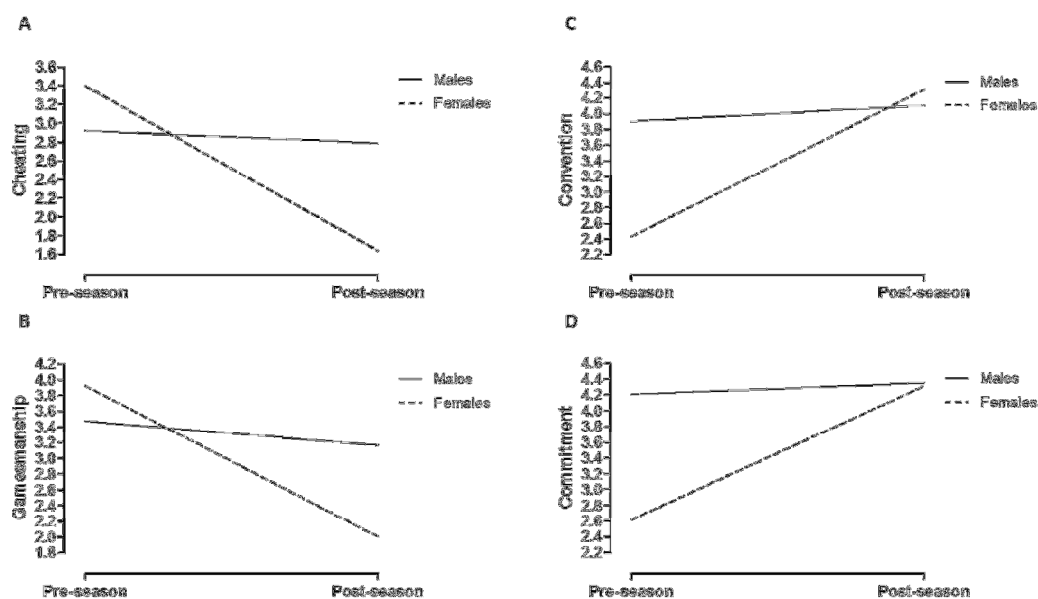 A
Cheating
3.6
3.4
3.2
3.0
2.8
2.6
2.4
2.2
2.0
1.8
1.6
Males
Females
Pre-season
Post-season
B
Gamesmanship
4.2
4.0
3.8
3.6
3.4
3.2
3.0
2.8
2.6
2.4
2.2
2.0
1.8
Males
Females
Pre-season
Post-season
C
Convention
4.6
4.4
4.2
4.0
3.8
3.6
3.4
3.2
3.0
2.8
2.6
2.4
2.2
Males
Females
Pre-season
Post-season
D
Commitment
4.6
4.4
4.2
4.0
3.8
3.6
3.4
3.2
3.0
2.8
2.6
2.4
2.2
Males
Females
Pre-season
Post-season